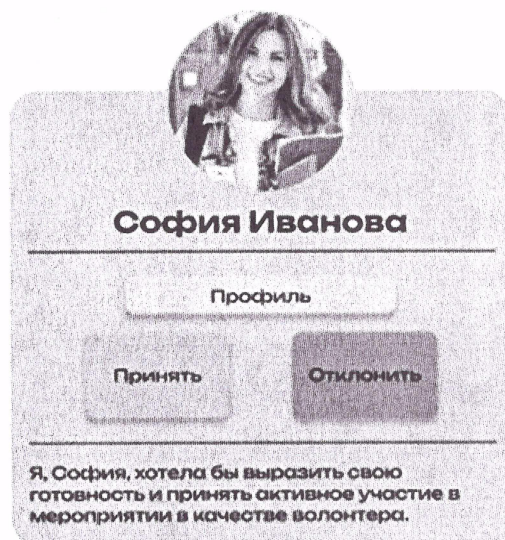 София Иванова
Профиль
Принять
Отклонить
Я, София, хотела бы выразить свою
готовность и принять активное участие в
мероприятии в качестве волонтера.